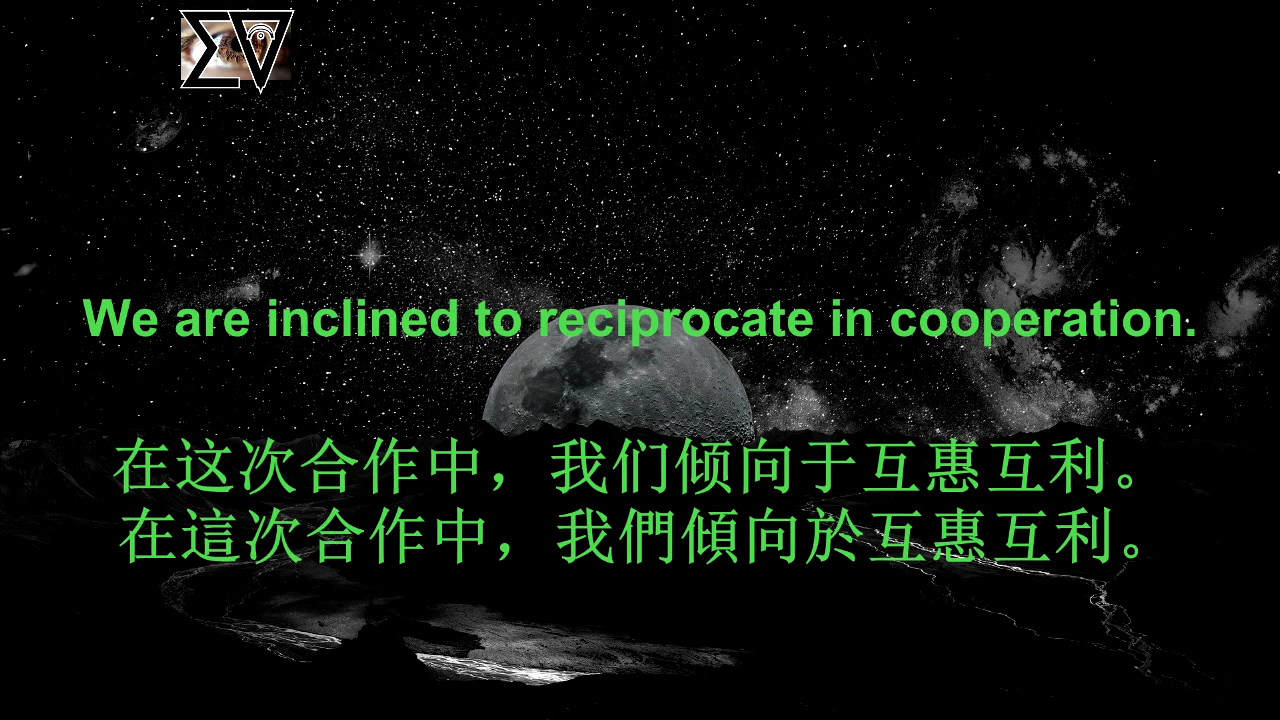 ΣV
We are inclined to reciprocate in cooperation.
在这次合作中，我们倾向于互惠互利。
在這次合作中，我們傾向於互惠互利。